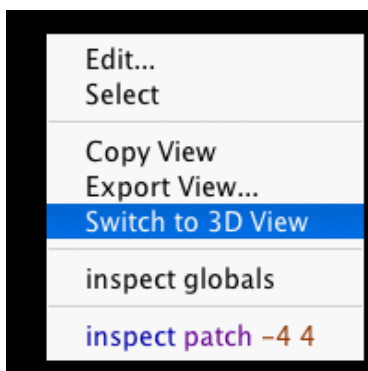 Edit...
Select
Copy View
Export View...
Switch to 3D View
inspect globals
inspect patch −4 4